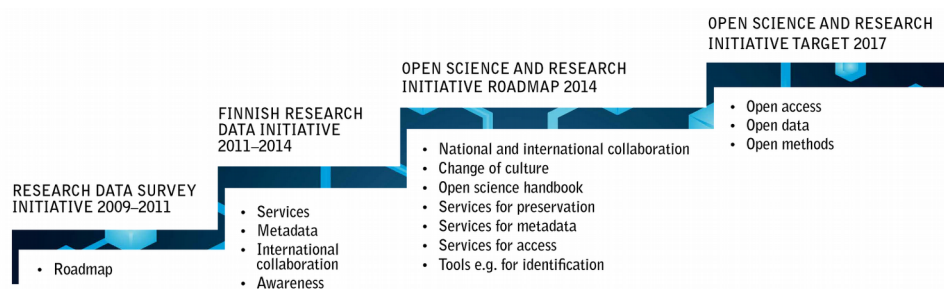 RESEARCH DATA SURVEY
INITIATIVE 2009–2011
• Roadmap
FINNISH RESEARCH
DATA INITIATIVE
2011–2014
• Services
• Metadata
• International
collaboration
• Awareness
OPEN SCIENCE AND RESEARCH
INITIATIVE ROADMAP 2014
• National and international collaboration
• Change of culture
• Open science handbook
• Services for preservation
• Services for metadata
• Services for access
• Tools e.g. for identification
OPEN SCIENCE AND RESEARCH
INITIATIVE TARGET 2017
• Open access
• Open data
• Open methods